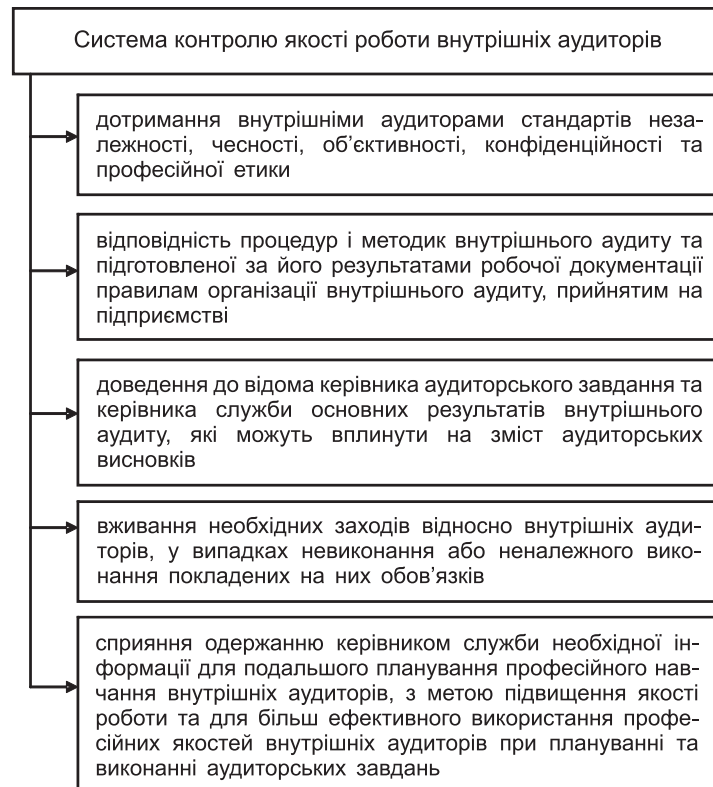 Система контролю якості роботи внутрішніх аудиторів
дотримання внутрішніми аудиторами стандартів неза-
лежності, чесності, об’єктивності, конфіденційності та
професійної етики
відповідність процедур і методик внутрішнього аудиту та
підготовленої за його результатами робочої документації
правилам організації внутрішнього аудиту, прийнятим на
підприємстві
доведення до відома керівника аудиторського завдання та
керівника служби основних результатів внутрішнього
аудиту, які можуть вплинути на зміст аудиторських
висновків
вживання необхідних заходів відносно внутрішніх ауди-
торів, у випадках невиконання або неналежного вико-
нання покладених на них обов’язків
сприяння одержанню керівником служби необхідної ін-
формації для подальшого планування професійного нав-
чання внутрішніх аудиторів, з метою підвищення якості
роботи та для більш ефективного використання профе-
сійних якостей внутрішніх аудиторів при плануванні та
виконанні аудиторських завдань